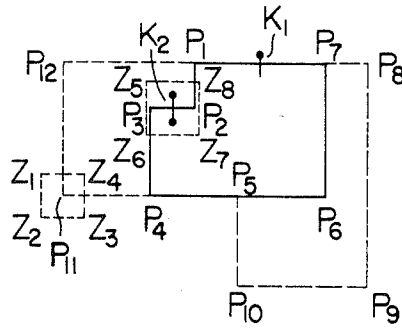 K₁
K₂ P₁ P₇
P₁₂ P₈
Z₅ Z₈
P₃ P₂
Z₆ Z₇
Z₁ Z₄
P₅
Z₂ Z₃ P₄ P₆
P₁₁
P₁₀ P₉